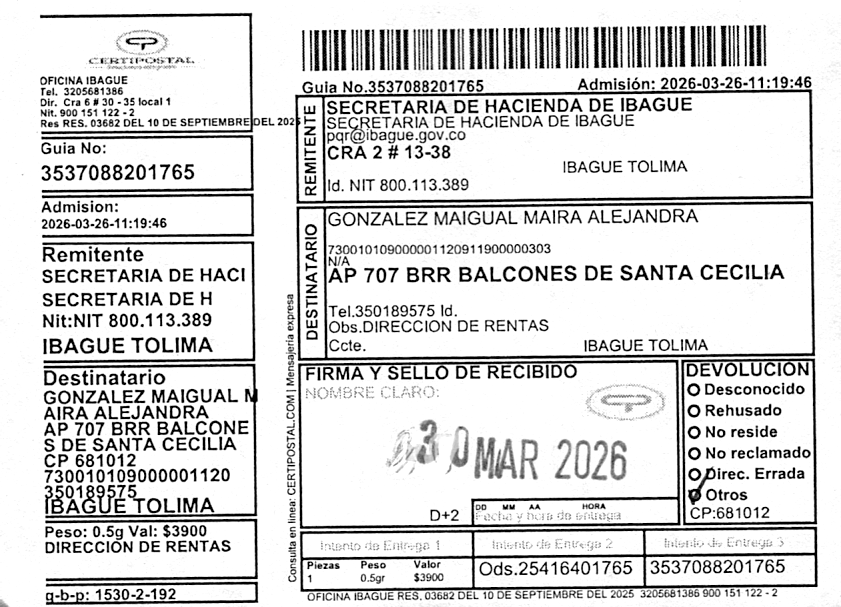 CERTIPOSTAL
OFICINA IBAGUE
Tel. 3205681386
Dir. Cra 6 # 30 - 35 local 1
Nit. 900 151 122 - 2
Res RES. 03682 DEL 10 DE SEPTIEMBRE DEL 2025
Guia No:
3537088201765
Admision:
2026-03-26-11:19:46
Remitente
SECRETARIA DE HACI
SECRETARIA DE H
Nit:NIT 800.113.389
IBAGUE TOLIMA
Destinatario
GONZALEZ MAIGUAL M
AIRA ALEJANDRA
AP 707 BRR BALCONE
S DE SANTA CECILIA
CP 681012
7300101090000001120
350189575
IBAGUE TOLIMA
Peso: 0.5g Val: $3900
DIRECCION DE RENTAS
g-b-p: 1530-2-192
Consulta en linea: CERTIPOSTAL.COM | Mensajeria expresa
Guia No.3537088201765 Admisión: 2026-03-26-11:19:46
REMITENTE
SECRETARIA DE HACIENDA DE IBAGUE
SECRETARIA DE HACIENDA DE IBAGUE
pqr@ibague.gov.co
CRA 2 # 13-38
IBAGUE TOLIMA
Id. NIT 800.113.389
DESTINATARIO
GONZALEZ MAIGUAL MAIRA ALEJANDRA
730010109000001120911900000303
N/A
AP 707 BRR BALCONES DE SANTA CECILIA
Tel.350189575 Id.
Obs.DIRECCION DE RENTAS
Ccte. IBAGUE TOLIMA
FIRMA Y SELLO DE RECIBIDO
NOMBRE CLARO:
30 MAR 2026
D+2
DD MM AA HORA
Fecha y hora de entrega
DEVOLUCION
Desconocido
Rehusado
No reside
No reclamado
Direc. Errada
Otros
CP:681012
Intento de Entrega 1 Intento de Entrega 2 Intento de Entrega 3
Piezas Peso Valor
1 0.5gr $3900
Ods.25416401765 3537088201765
OFICINA IBAGUE RES. 03682 DEL 10 DE SEPTIEMBRE DEL 2025 3205681386 900 151 122 - 2